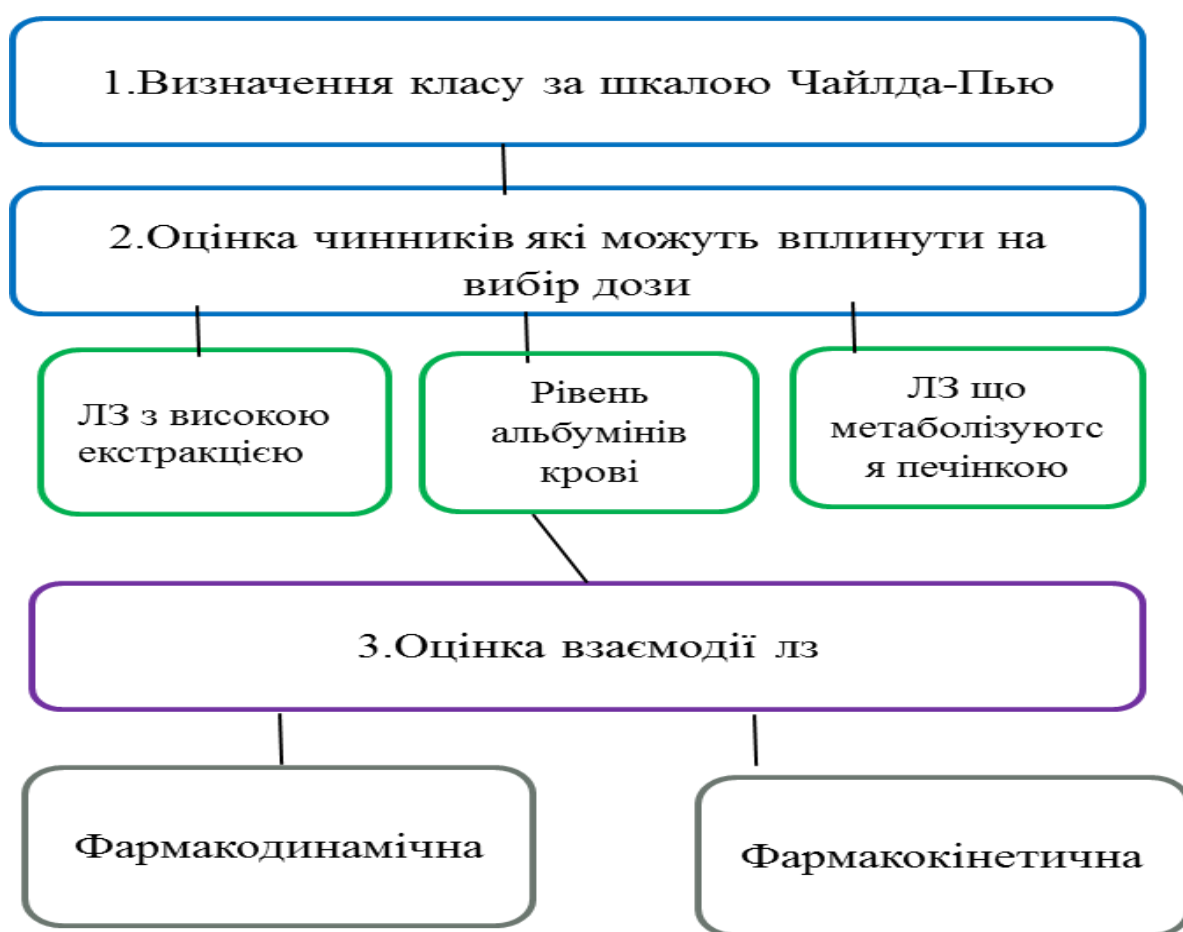 1.Визначення класу за шкалою Чайлда-Пью
2.Оцінка чинників які можуть вплинути на
вибір дози
ЛЗ з високою
екстракцією
Рівень
альбумінів
крові
ЛЗ що
метаболізуютс
я печінкою
3.Оцінка взаємодії лз
Фармакодинамічна
Фармакокінетична